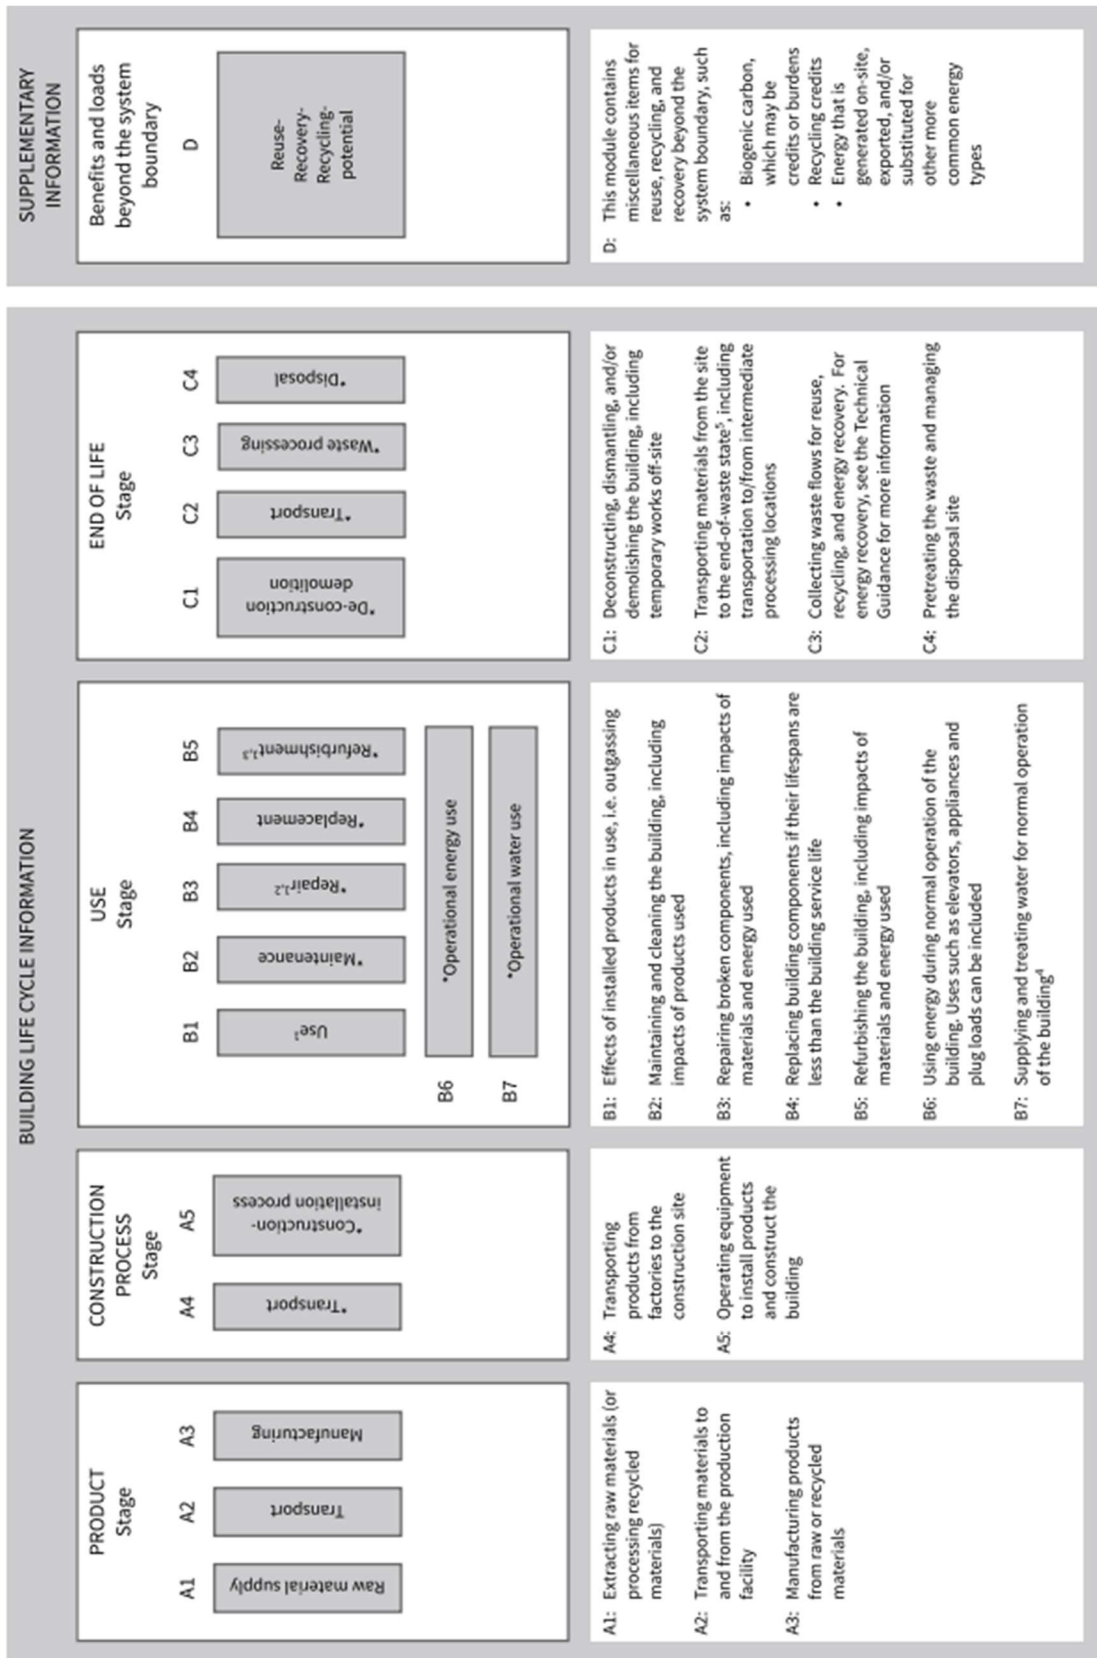 BUILDING LIFE CYCLE INFORMATION
PRODUCT
Stage
A1
A2
A3
Raw material supply
Transport
Manufacturing
A1: Extracting raw materials (or
processing recycled
materials)
A2: Transporting materials to
and from the production
facility
A3: Manufacturing products
from raw or recycled
materials
CONSTRUCTION
PROCESS
Stage
A4
A5
*Transport
*Construction-
installation process
A4: Transporting
products from
factories to the
construction site
A5: Operating equipment
to install products
and construct the
building
USE
Stage
B1
B2
B3
B4
B5
Use¹
*Maintenance
*Repair¹,²
*Replacement
*Refurbishment¹,³
B6
*Operational energy use
B7
*Operational water use
B1: Effects of installed products in use, i.e. outgassing
B2: Maintaining and cleaning the building, including
impacts of products used
B3: Repairing broken components, including impacts of
materials and energy used
B4: Replacing building components if their lifespans are
less than the building service life
B5: Refurbishing the building, including impacts of
materials and energy used
B6: Using energy during normal operation of the
building. Uses such as elevators, appliances and
plug loads can be included
B7: Supplying and treating water for normal operation
of the building⁴
END OF LIFE
Stage
C1
C2
C3
C4
*De-construction
demolition
*Transport
*Waste processing
*Disposal
C1: Deconstructing, dismantling, and/or
demolishing the building, including
temporary works off-site
C2: Transporting materials from the site
to the end-of-waste state⁵, including
transportation to/from intermediate
processing locations
C3: Collecting waste flows for reuse,
recycling, and energy recovery. For
energy recovery, see the Technical
Guidance for more information
C4: Pretreating the waste and managing
the disposal site
SUPPLEMENTARY
INFORMATION
Benefits and loads
beyond the system
boundary
D
Reuse-
Recovery-
Recycling-
potential
D: This module contains
miscellaneous items for
reuse, recycling, and
recovery beyond the
system boundary, such
as:
• Biogenic carbon,
which may be
credits or burdens
• Recycling credits
• Energy that is
generated on-site,
exported, and/or
substituted for
other more
common energy
types